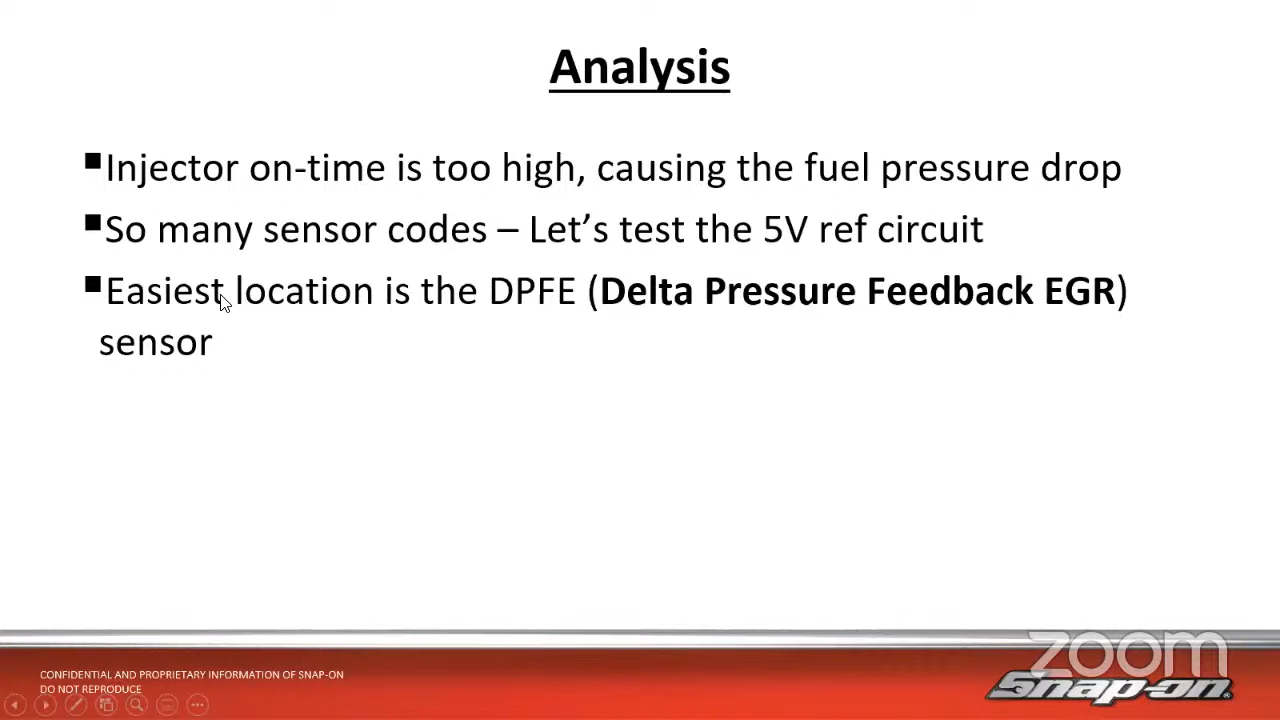 Analysis
▪Injector on-time is too high, causing the fuel pressure drop
▪So many sensor codes – Let’s test the 5V ref circuit
▪Easiest location is the DPFE (Delta Pressure Feedback EGR)
sensor
zoom
CONFIDENTIAL AND PROPRIETARY INFORMATION OF SNAP-ON
DO NOT REPRODUCE
Snap-on